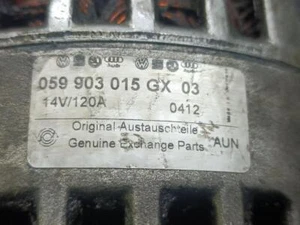 059 903 015 GX 03
14V/120A 0412
Original-Austauschteile
Genuine Exchange Parts AUN